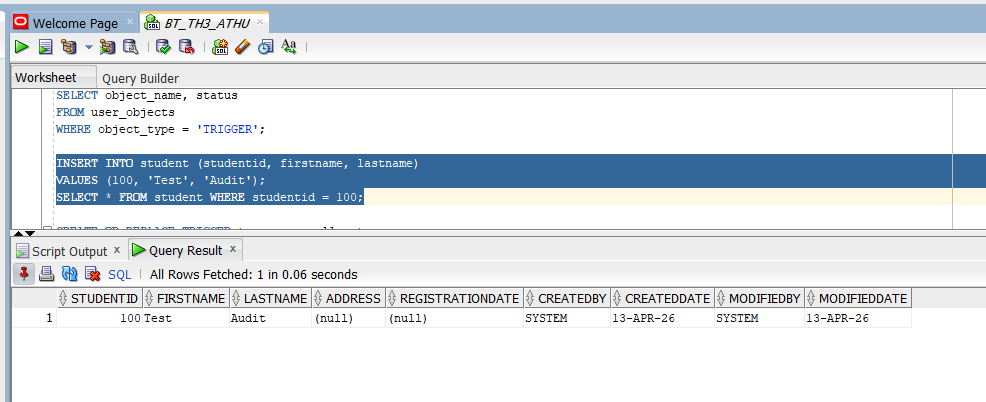 Welcome Page BT_TH3_ATHU
SQL Aa
Worksheet Query Builder
SELECT object_name, status
FROM user_objects
WHERE object_type = 'TRIGGER';
INSERT INTO student (studentid, firstname, lastname)
VALUES (100, 'Test', 'Audit');
SELECT * FROM student WHERE studentid = 100;
Script Output x Query Result x
SQL | All Rows Fetched: 1 in 0.06 seconds
STUDENTID FIRSTNAME LASTNAME ADDRESS REGISTRATIONDATE CREATEDBY CREATEDDATE MODIFIEDBY MODIFIEDDATE
1 100 Test Audit (null) (null) SYSTEM 13-APR-26 SYSTEM 13-APR-26